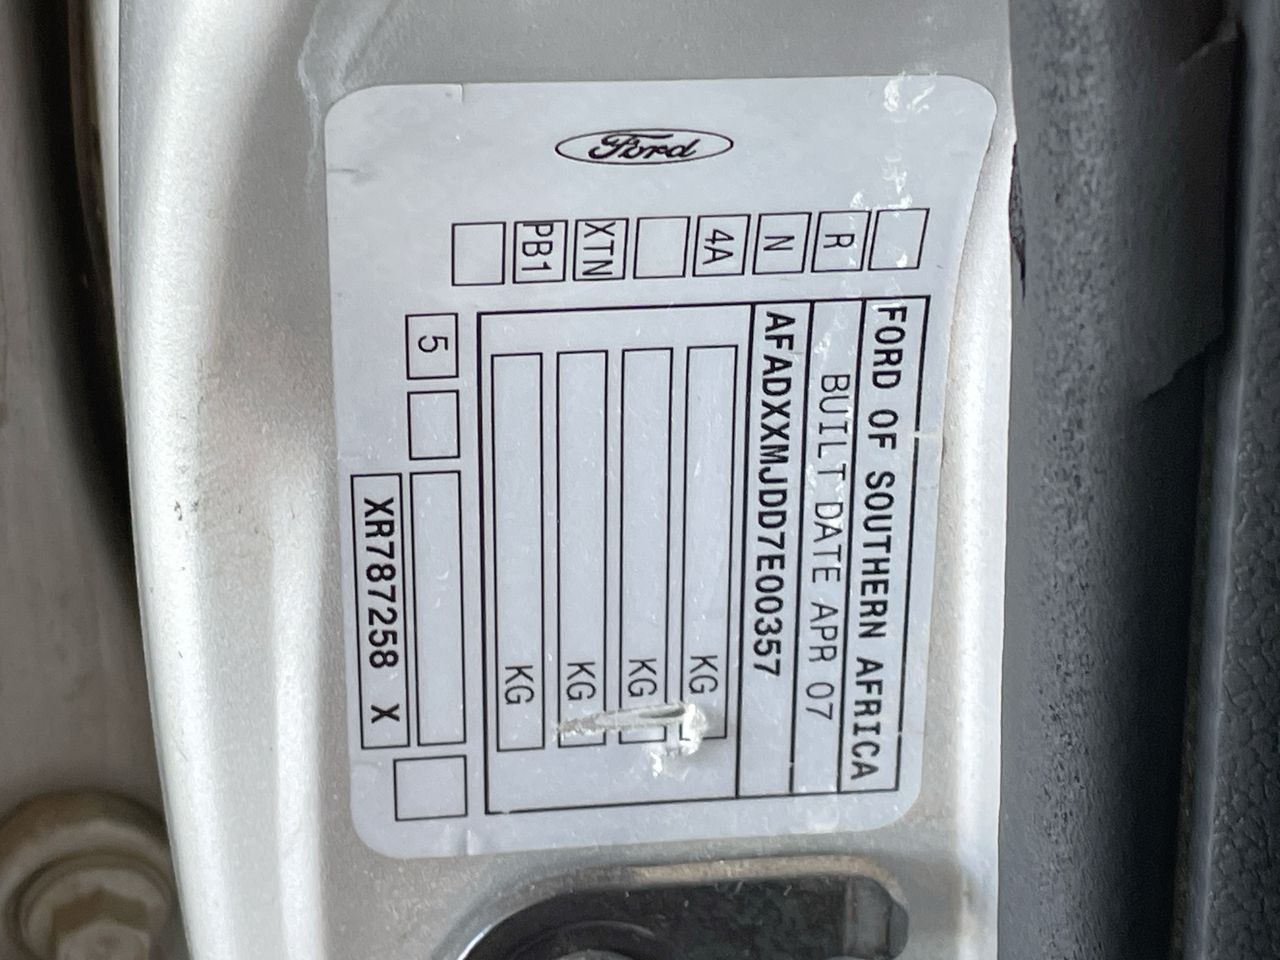 Ford
FORD OF SOUTHERN AFRICA
BUILT DATE APR 07
AFADXXMJDD7E00357
R
N
4A
XTN
PB1
KG
KG
KG
KG
5
XR787258 X